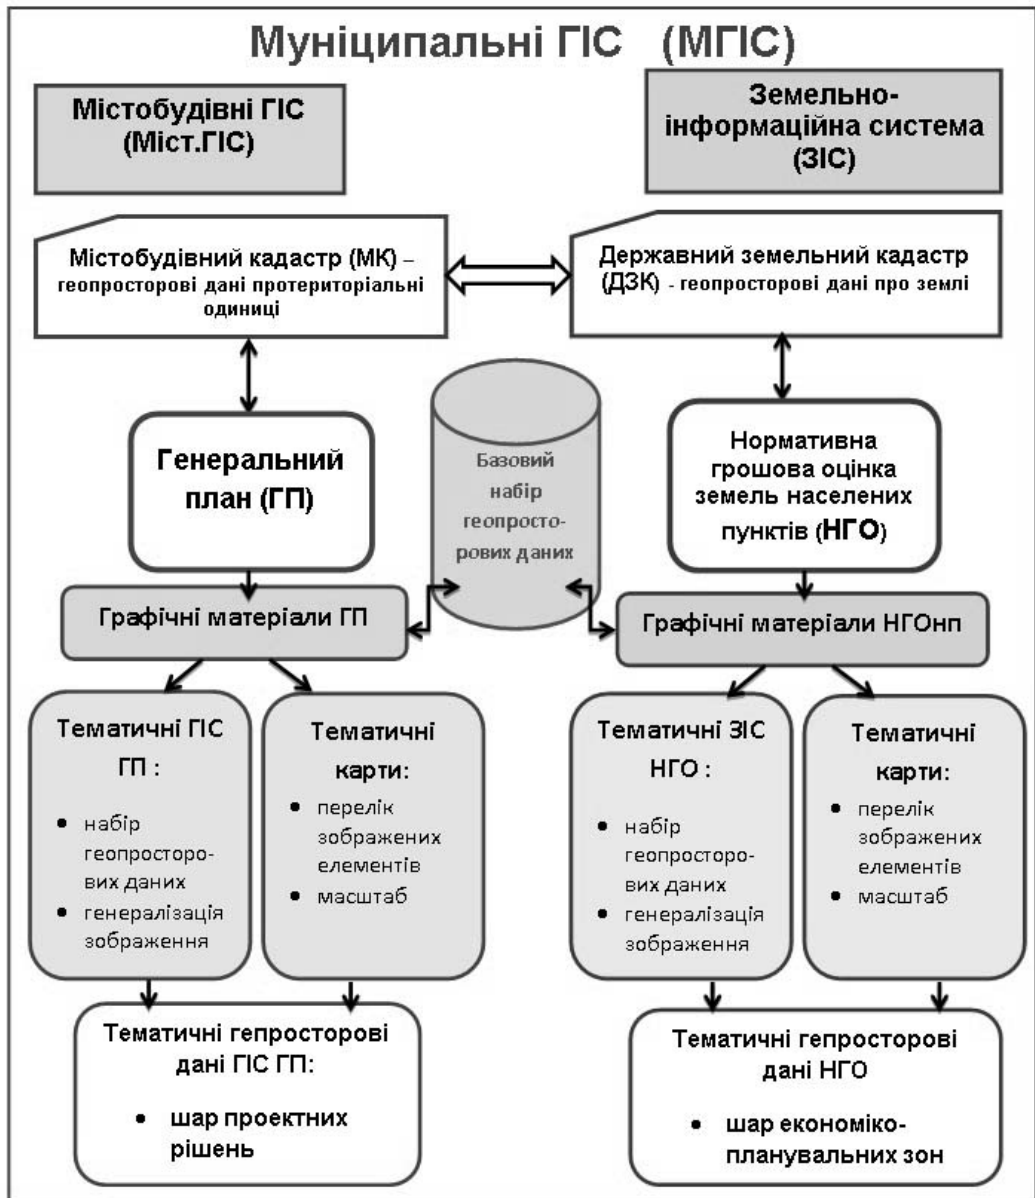 Муніципальні ГІС (МГІС)
Містобудівні ГІС
(Міст.ГІС)
Земельно-
інформаційна система
(ЗІС)
Містобудівний кадастр (МК) –
геопросторові дані протериторіальні
одиниці
Державний земельний кадастр
(ДЗК) - геопросторові дані про землі
Генеральний
план (ГП)
Базовий
набір
геопросто-
рових даних
Нормативна
грошова оцінка
земель населених
пунктів (НГО)
Графічні матеріали ГП
Графічні матеріали НГОнп
Тематичні ГІС
ГП :
• набір
геопросторо-
вих даних
• генералізація
зображення
Тематичні
карти:
• перелік
зображених
елементів
• масштаб
Тематичні ЗІС
НГО :
• набір
геопросторо-
вих даних
• генералізація
зображення
Тематичні
карти:
• перелік
зображених
елементів
• масштаб
Тематичні гепросторові
дані ГІС ГП:
• шар проектних
рішень
Тематичні гепросторові
дані НГО
• шар економіко-
планувальних зон